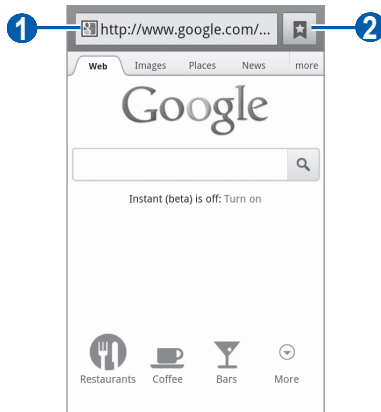 1
http://www.google.com/...
2
Web Images Places News more
Google
Instant (beta) is off: Turn on
Restaurants Coffee Bars More